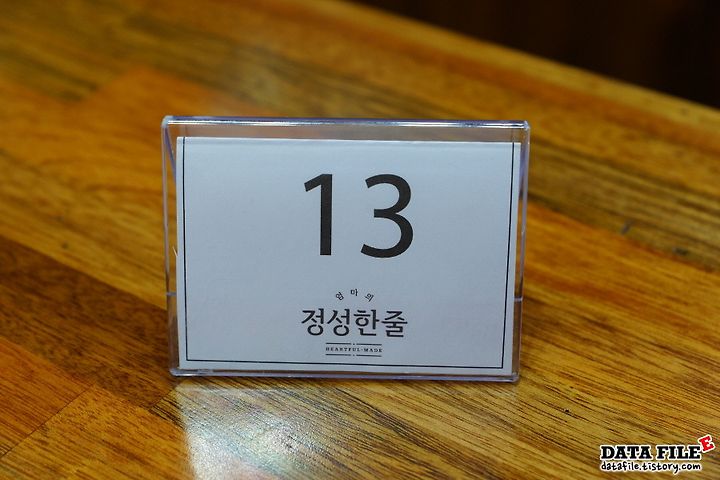 13
엄마의
정성한줄
HEARTFUL-MADE
DATA FILE E
datafile.tistory.com